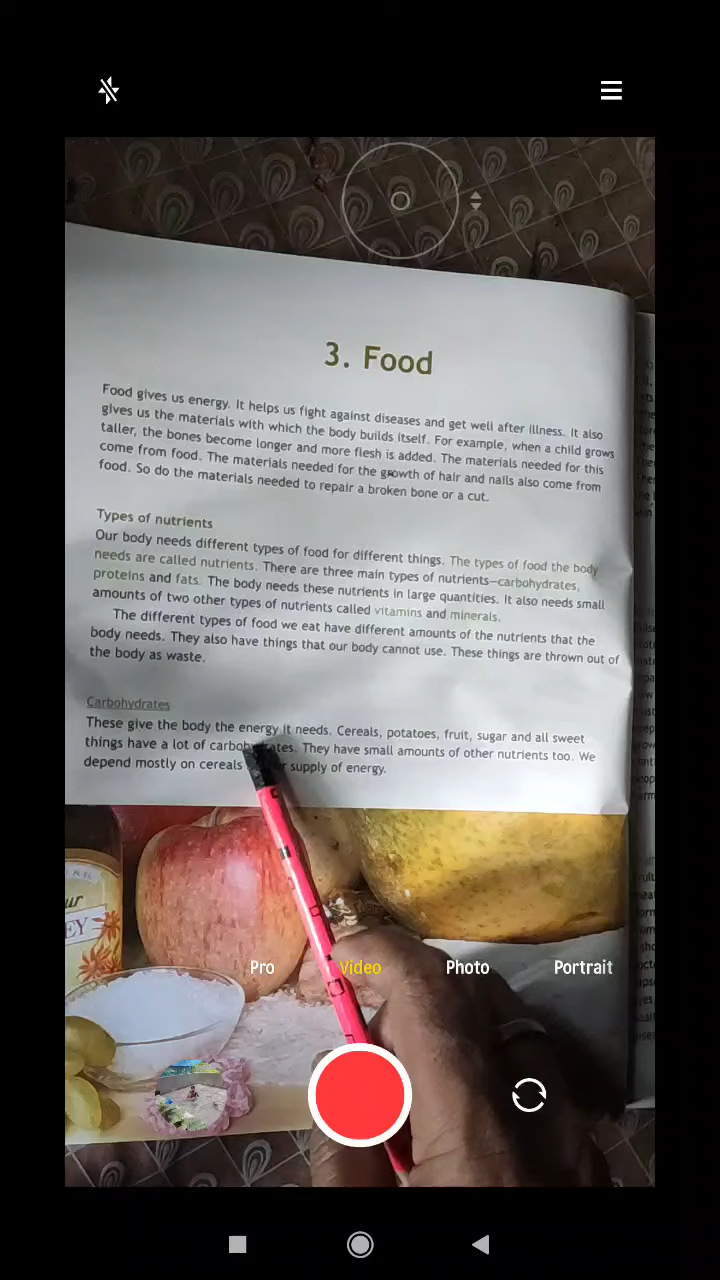 3. Food
Food gives us energy. It helps us fight against diseases and get well after illness. It also
gives us the materials with which the body builds itself. For example, when a child grows
taller, the bones become longer and more flesh is added. The materials needed for this
come from food. The materials needed for the growth of hair and nails also come from
food. So do the materials needed to repair a broken bone or a cut.
Types of nutrients
Our body needs different types of food for different things. The types of food the body
needs are called nutrients. There are three main types of nutrients—carbohydrates,
proteins and fats. The body needs these nutrients in large quantities. It also needs small
amounts of two other types of nutrients called vitamins and minerals.
The different types of food we eat have different amounts of the nutrients that the
body needs. They also have things that our body cannot use. These things are thrown out of
the body as waste.
Carbohydrates
These give the body the energy it needs. Cereals, potatoes, fruit, sugar and all sweet
things have a lot of carbohydrates. They have small amounts of other nutrients too. We
depend mostly on cereals supply of energy.
Pro Video Photo Portrait